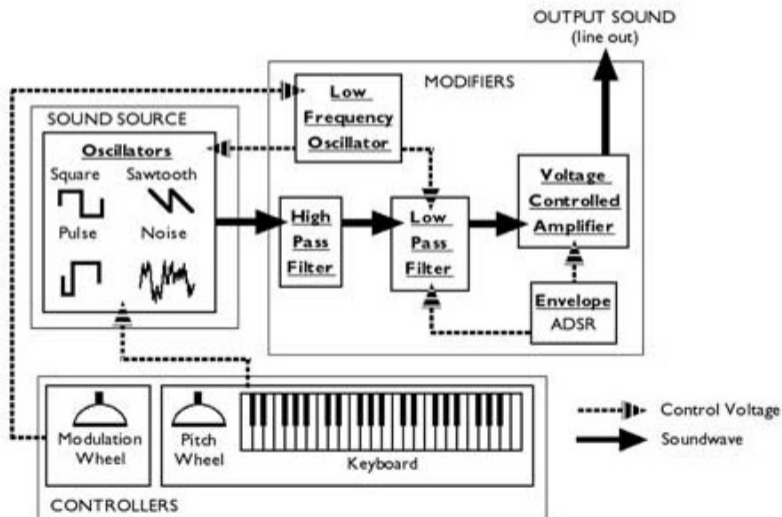 OUTPUT SOUND
(line out)
MODIFIERS
Low
Frequency
Oscillator
SOUND SOURCE
Oscillators
Square Sawtooth
Pulse Noise
High
Pass
Filter
Low
Pass
Filter
Voltage
Controlled
Amplifier
Envelope
ADSR
Modulation
Wheel
Pitch
Wheel
Keyboard
CONTROLLERS
Control Voltage
Soundwave